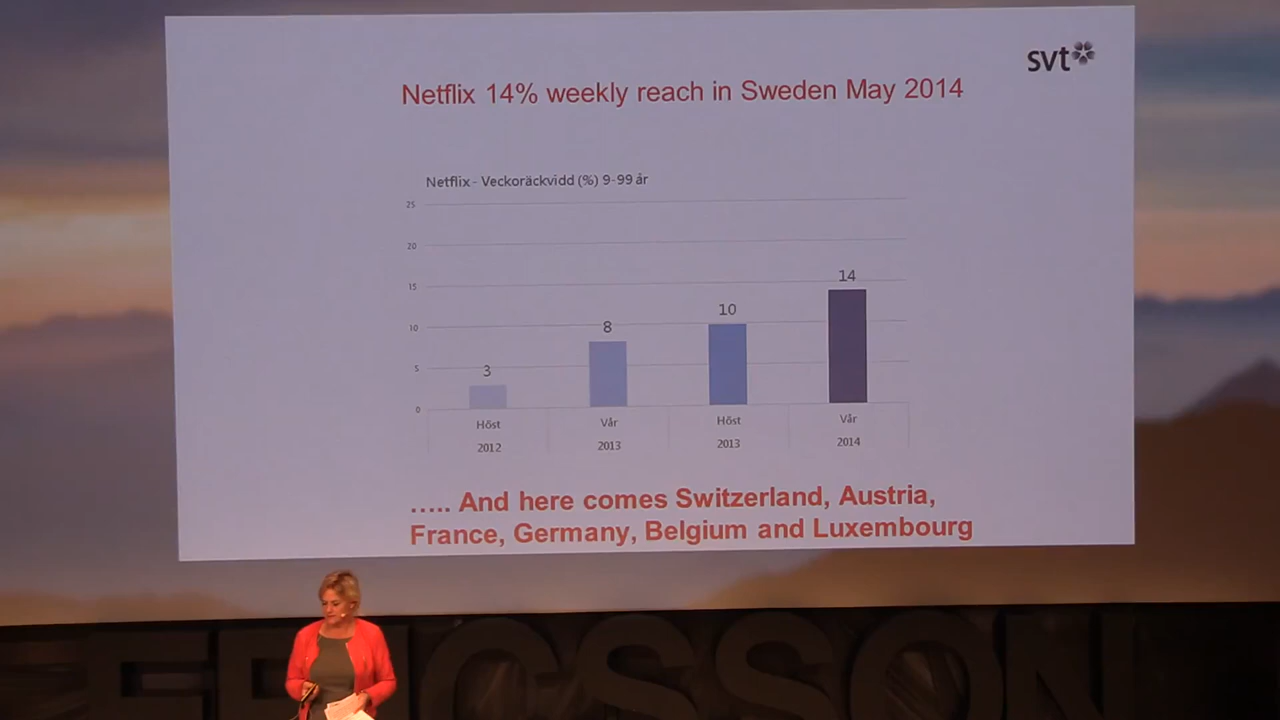 svt
Netflix 14% weekly reach in Sweden May 2014
Netflix - Veckoräckvidd (%) 9-99 år
25
20
15
10
5
0
3
8
10
14
Höst
Vår
Höst
Vår
2012
2013
2013
2014
..... And here comes Switzerland, Austria,
France, Germany, Belgium and Luxembourg
ERICSSON